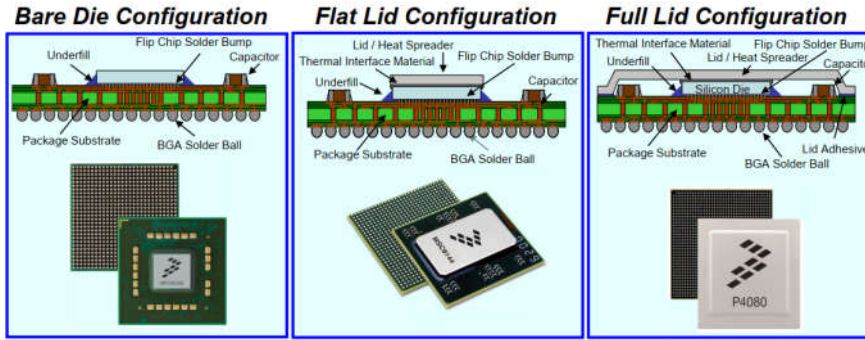 Bare Die Configuration
Flip Chip Solder Bump
Underfill
Capacitor
Package Substrate
BGA Solder Ball
Flat Lid Configuration
Lid / Heat Spreader
Thermal Interface Material
Flip Chip Solder Bump
Underfill
Capacitor
Package Substrate
BGA Solder Ball
MSC8144
Full Lid Configuration
Thermal Interface Material
Flip Chip Solder Bump
Underfill
Lid / Heat Spreader
Capacitor
Silicon Die
Package Substrate
Lid Adhesive
BGA Solder Ball
P4080